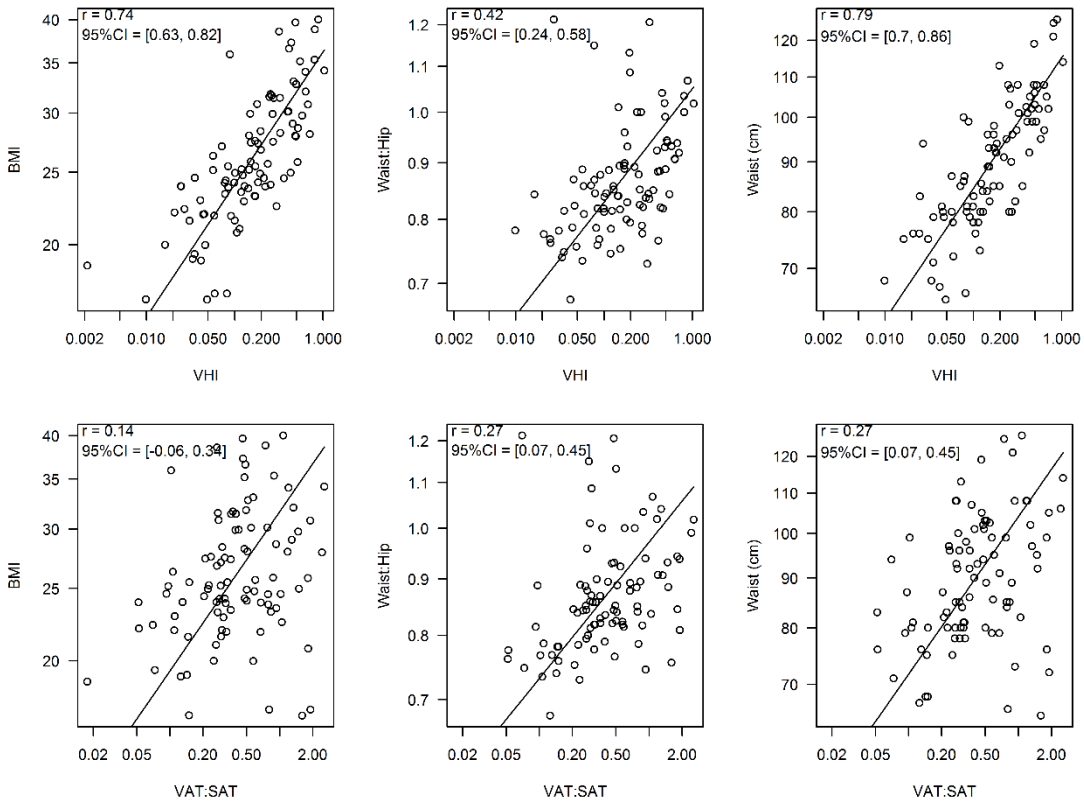 r = 0.74
95%CI = [0.63, 0.82]
40
35
30
25
20
BMI
0.002 0.010 0.050 0.200 1.000
VHI
r = 0.42
95%CI = [0.24, 0.58]
1.2
1.0
0.9
0.8
0.7
Waist:Hip
0.002 0.010 0.050 0.200 1.000
VHI
r = 0.79
95%CI = [0.7, 0.86]
120
110
100
90
80
70
Waist (cm)
0.002 0.010 0.050 0.200 1.000
VHI
r = 0.14
95%CI = [-0.06, 0.34]
40
35
30
25
20
BMI
0.02 0.05 0.20 0.50 2.00
VAT:SAT
r = 0.27
95%CI = [0.07, 0.45]
1.2
1.0
0.9
0.8
0.7
Waist:Hip
0.02 0.05 0.20 0.50 2.00
VAT:SAT
r = 0.27
95%CI = [0.07, 0.45]
120
100
90
80
70
Waist (cm)
0.02 0.05 0.20 0.50 2.00
VAT:SAT